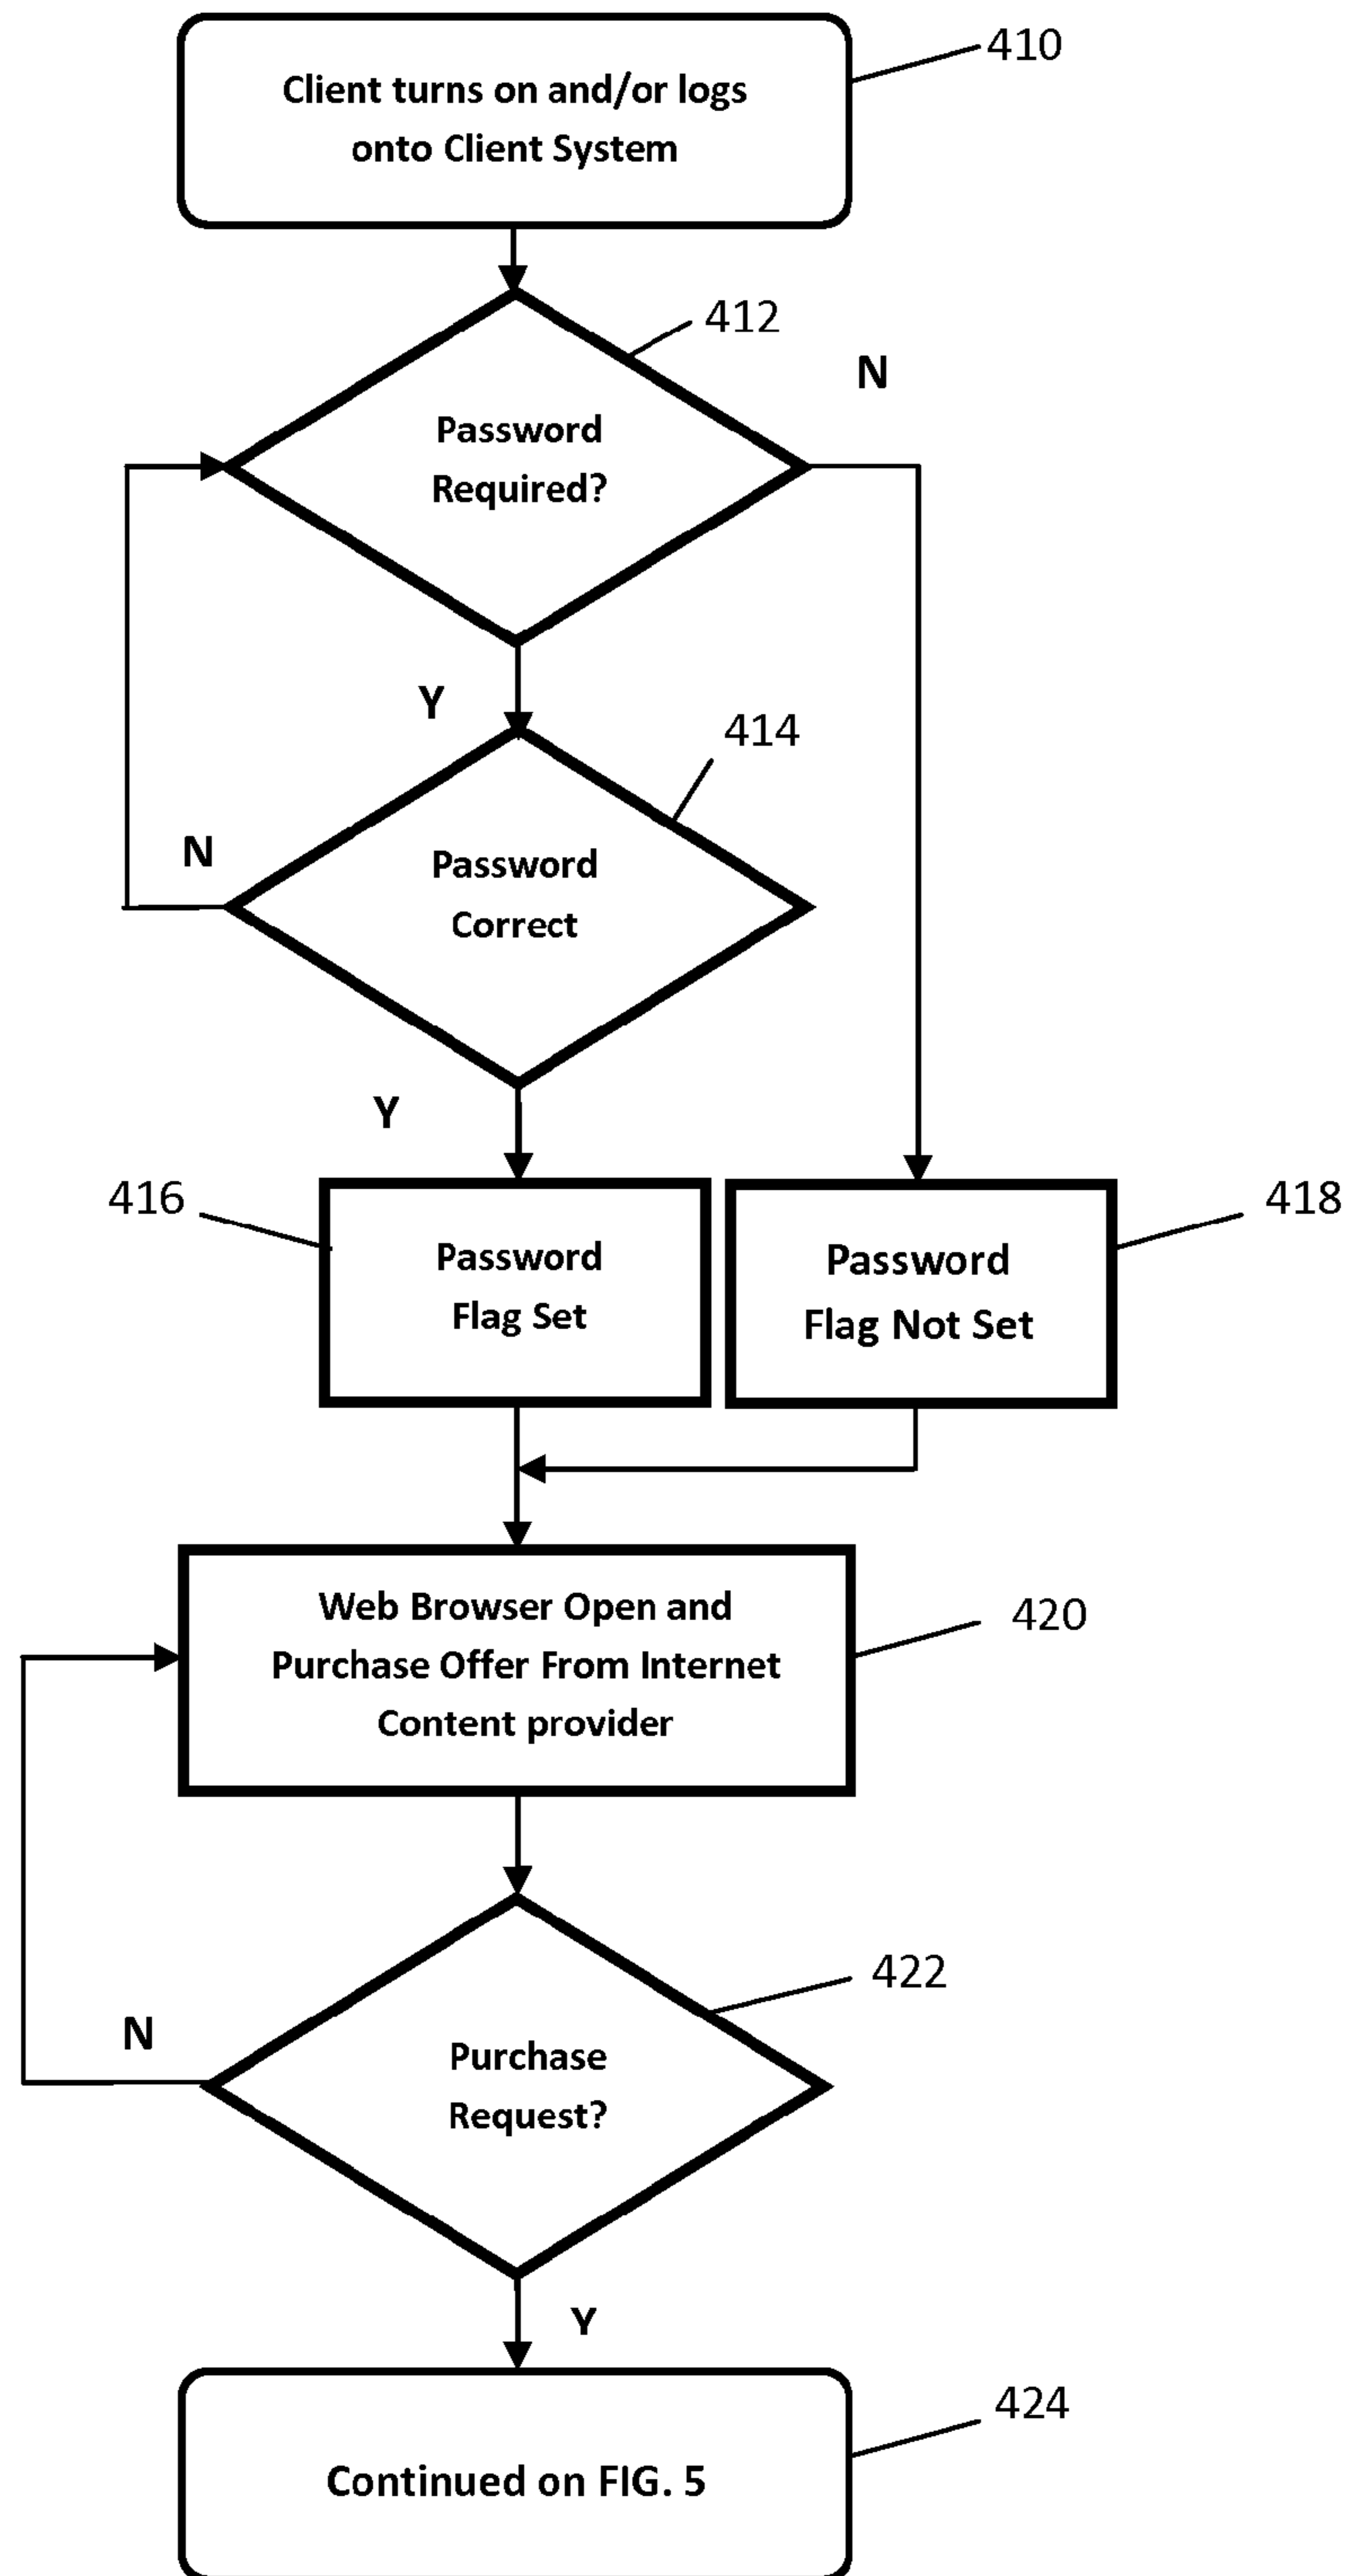 Client turns on and/or logs
onto Client System
410
412
N
Password
Required?
Y
414
N
Password
Correct
Y
416
Password
Flag Set
Password
Flag Not Set
418
Web Browser Open and
Purchase Offer From Internet
Content provider
420
422
N
Purchase
Request?
Y
424
Continued on FIG. 5